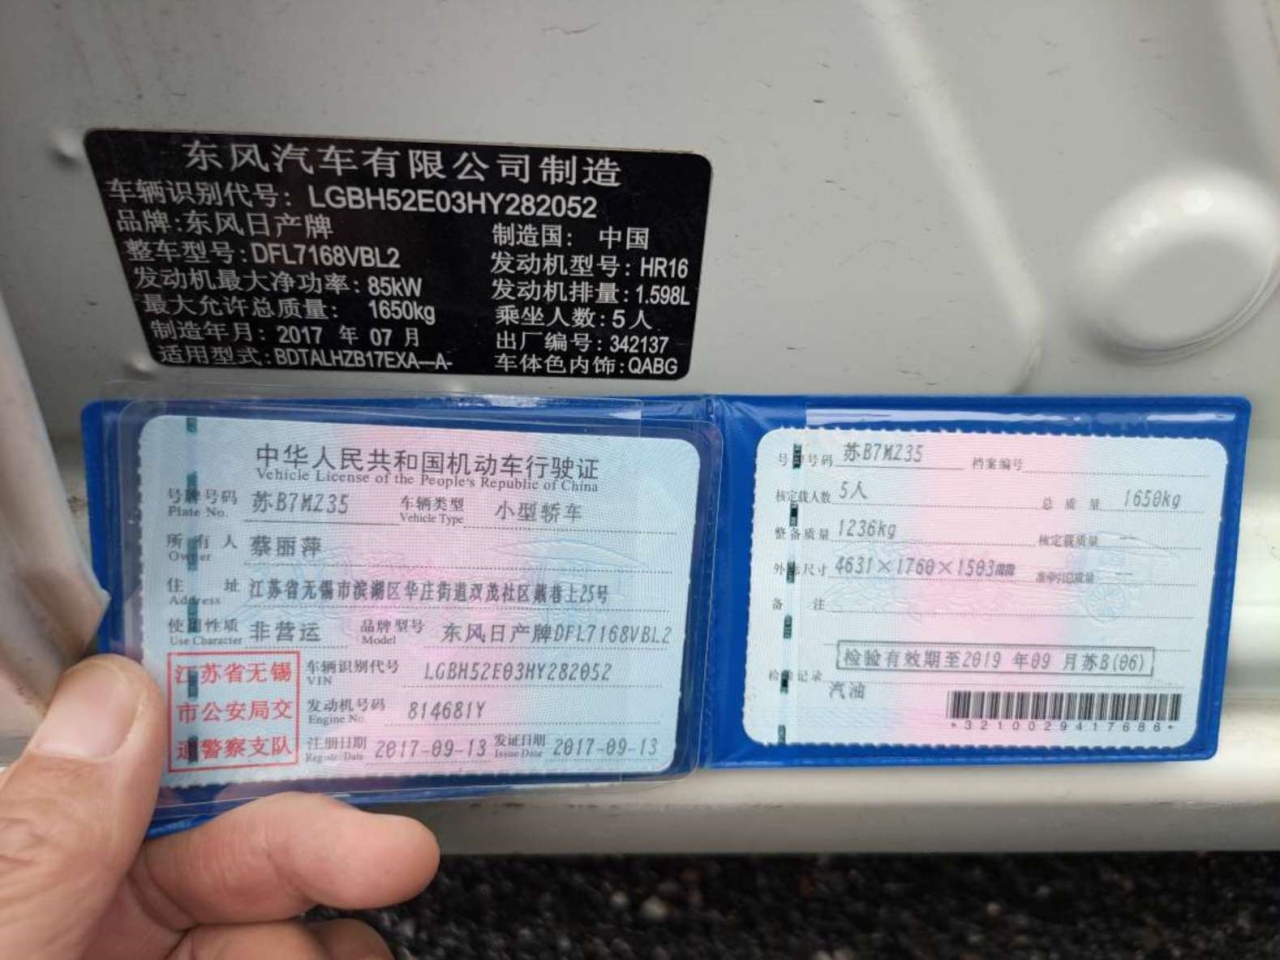 东风汽车有限公司制造
车辆识别代号: LGBH52E03HY282052
品牌:东风日产牌
制造国: 中国
整车型号:DFL7168VBL2
发动机型号:HR16
发动机最大净功率:85kW
发动机排量:1.598L
最大允许总质量: 1650kg
乘坐人数:5人
制造年月: 2017 年 07 月
出厂编号:342137
适用型式:BDTALHZB17EXA—A-
车体色内饰:QABG
中华人民共和国机动车行驶证
Vehicle License of the People's Republic of China
号牌号码 苏B7M235 车辆类型 小型轿车
Plate No. Vehicle Type
所有人 蔡丽萍
Owner
住址 江苏省无锡市滨湖区华庄街道双茂社区巷上25号
Address
使用性质 非营运 品牌型号 东风日产牌DFL7168VBL2
Use Character Model
江苏省无锡
市公安局交
通警察支队
车辆识别代号 LGBH52E03HY282052
VIN
发动机号码 814681Y
Engine No.
注册日期 2017-09-13 发证日期 2017-09-13
Register Date Issue Date
号牌号码 苏B7M235 档案编号
核定载人数 5人 总质量 1650kg
整备质量 1236kg 核定载质量 --
外廓尺寸 4631×1760×1503mm 准牵引总质量 --
备注
检验有效期至2019 年09 月苏B(06)
检验记录
汽油
*3210029417686*